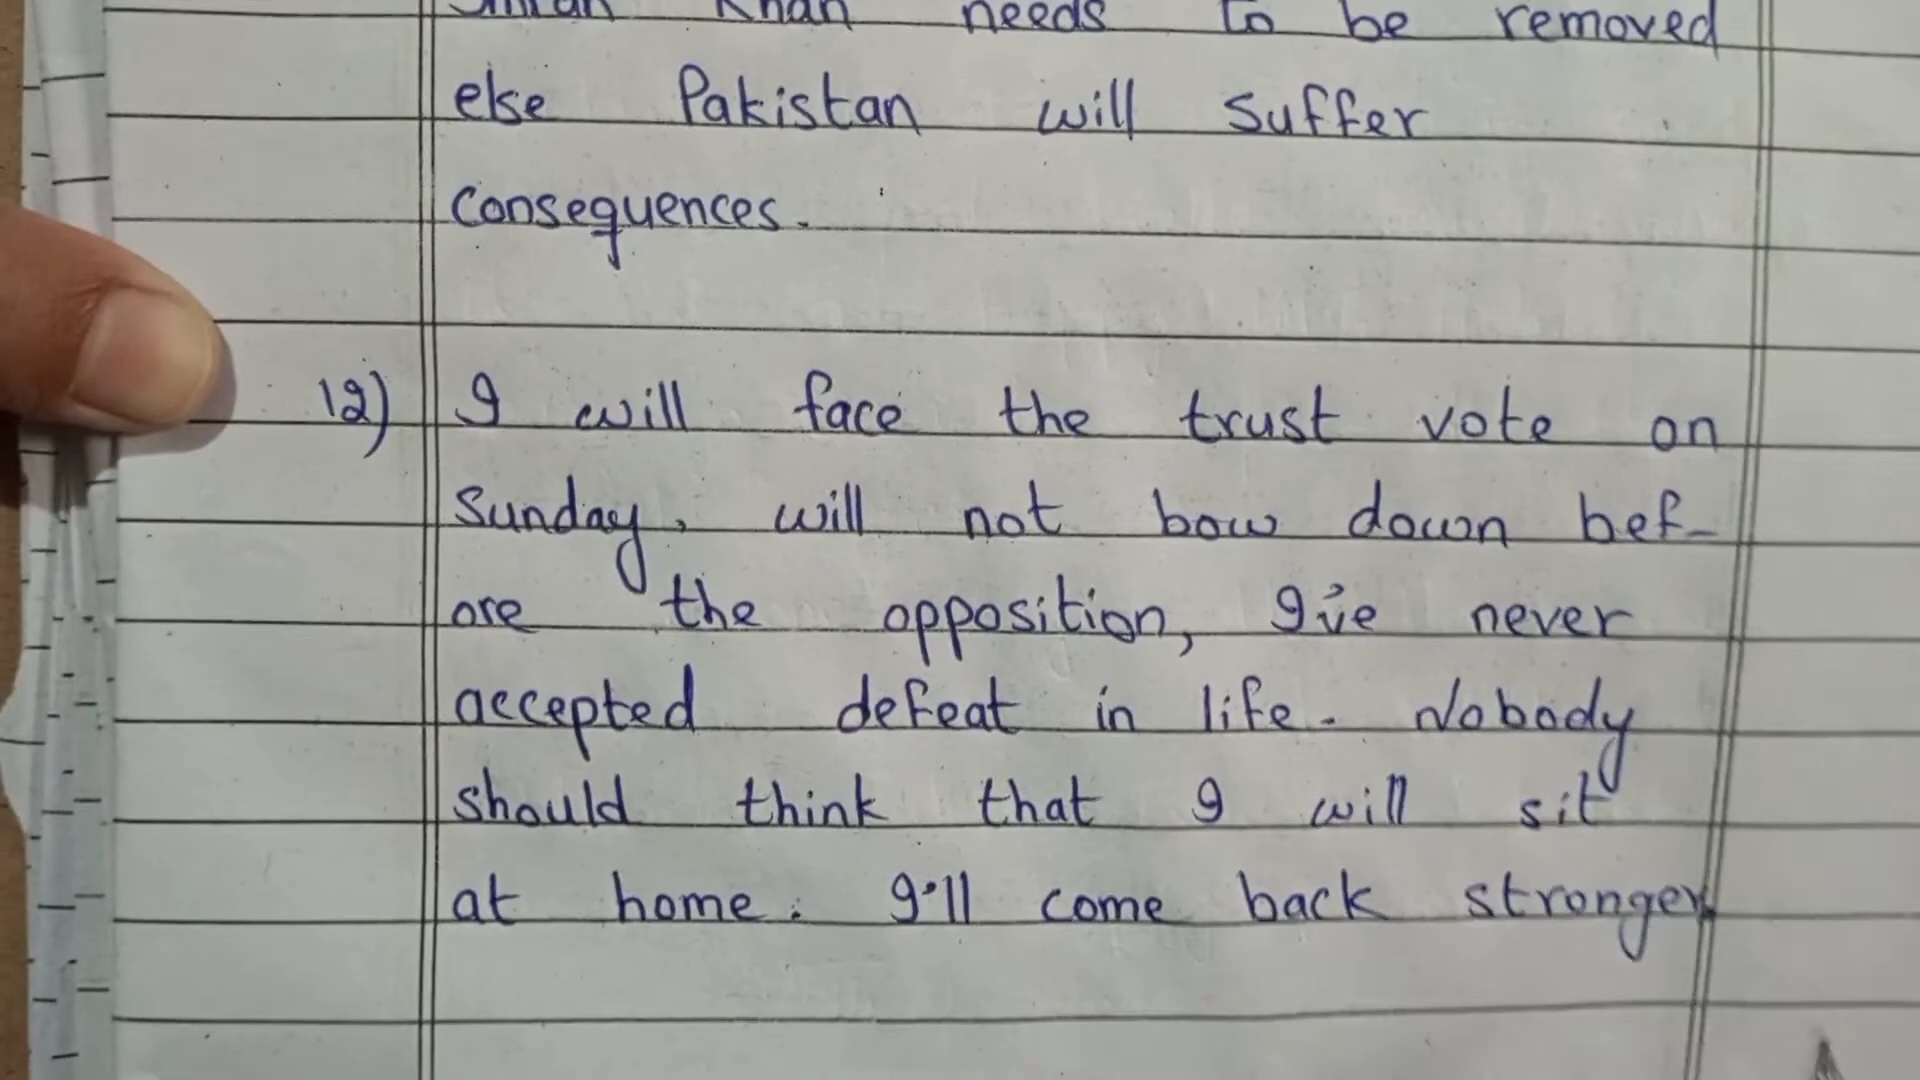 Imran Khan needs to be removed
else Pakistan will suffer
consequences.
12) I will face the trust vote on
Sunday, will not bow down bef-
ore the opposition, I've never
accepted defeat in life. Nobody
should think that I will sit
at home. I'll come back stronger